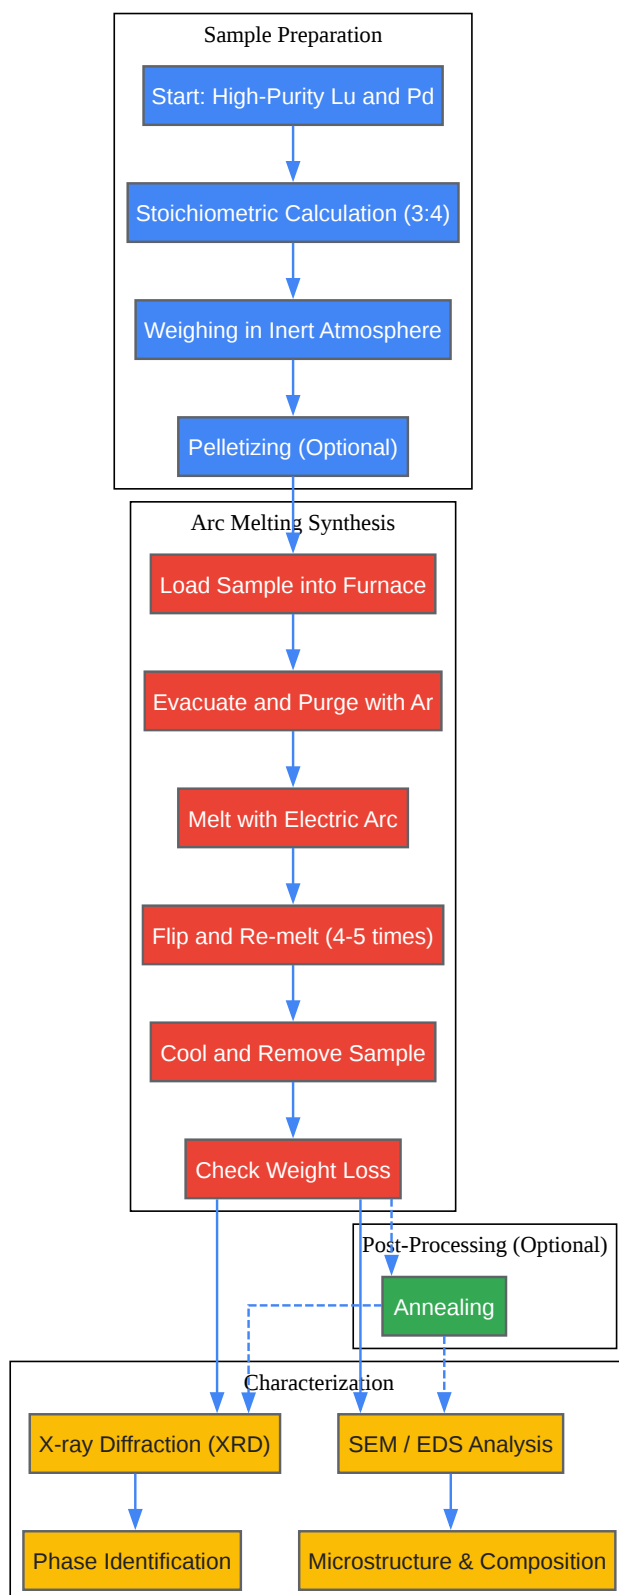 Sample Preparation
Start: High-Purity Lu and Pd
Stoichiometric Calculation (3:4)
Weighing in Inert Atmosphere
Pelletizing (Optional)
Arc Melting Synthesis
Load Sample into Furnace
Evacuate and Purge with Ar
Melt with Electric Arc
Flip and Re-melt (4-5 times)
Cool and Remove Sample
Check Weight Loss
Post-Processing (Optional)
Annealing
Characterization
X-ray Diffraction (XRD)
SEM / EDS Analysis
Phase Identification
Microstructure & Composition